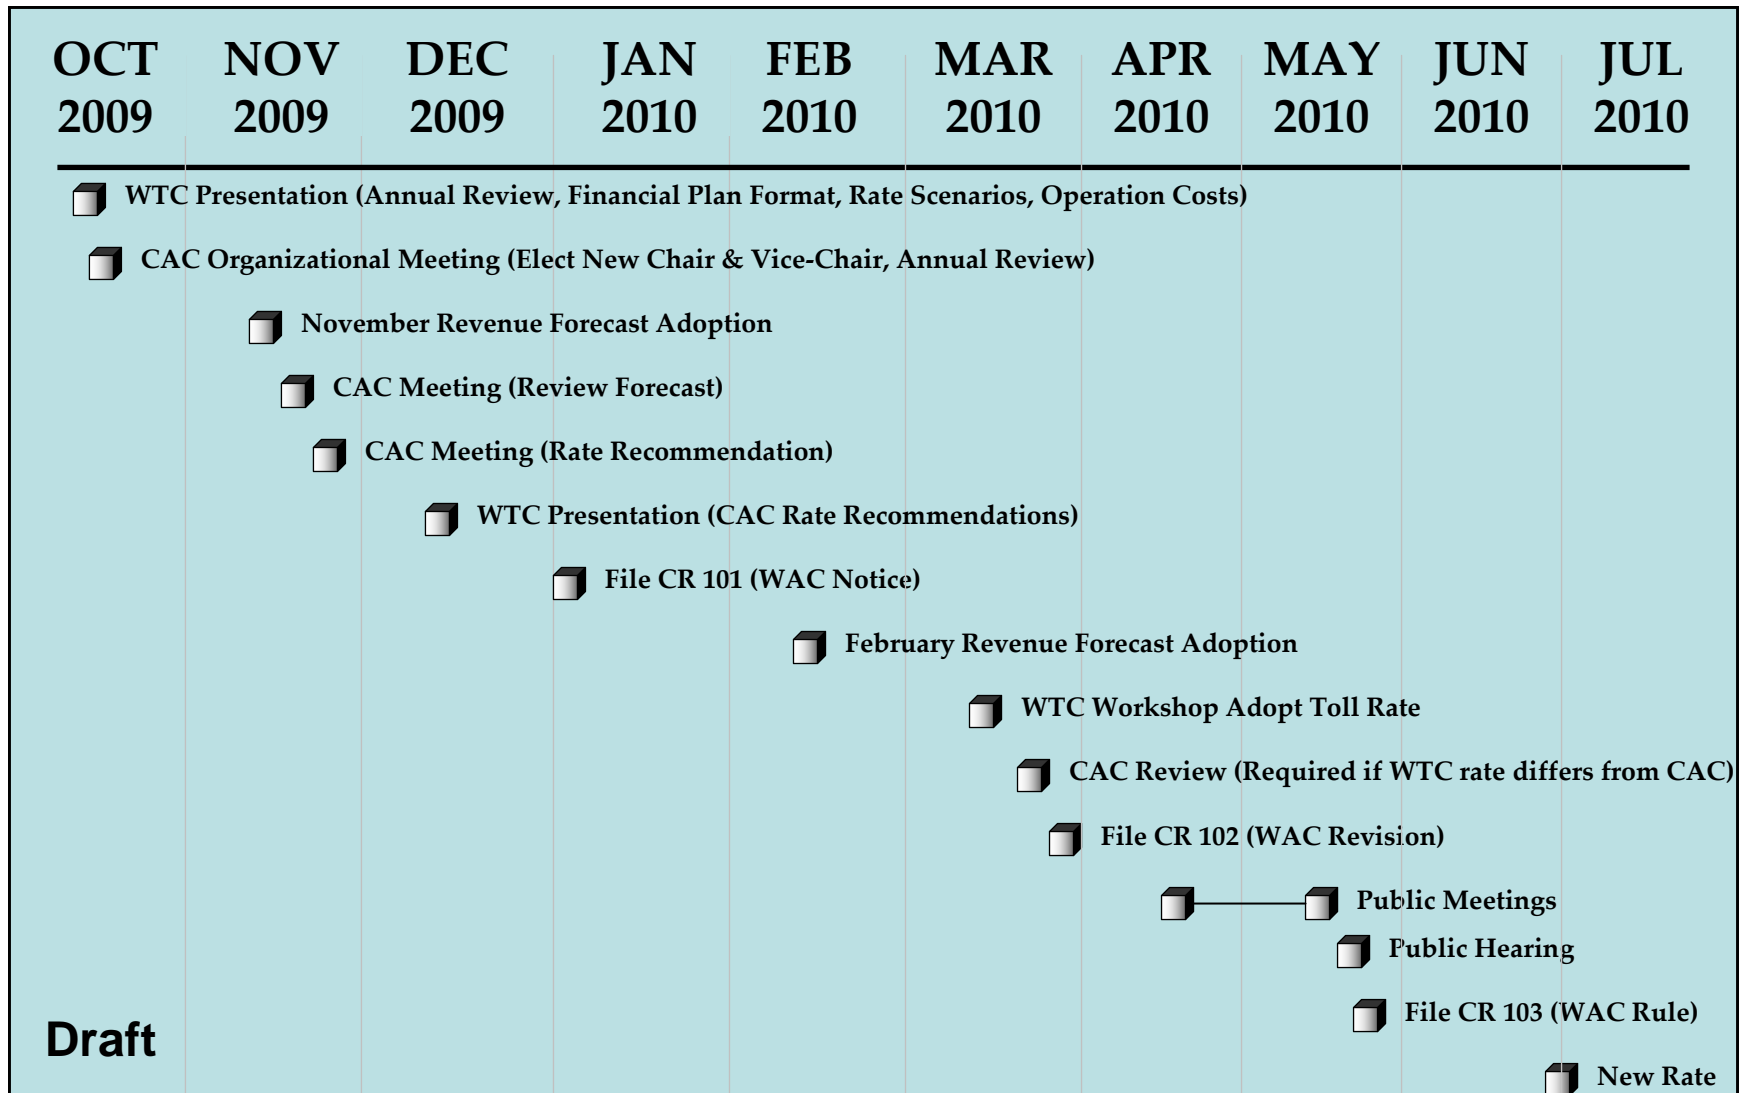 OCT NOV DEC JAN FEB MAR APR MAY JUN JUL
2009 2009 2009 2010 2010 2010 2010 2010 2010 2010
WTC Presentation (Annual Review, Financial Plan Format, Rate Scenarios, Operation Costs)
CAC Organizational Meeting (Elect New Chair & Vice-Chair, Annual Review)
November Revenue Forecast Adoption
CAC Meeting (Review Forecast)
CAC Meeting (Rate Recommendation)
WTC Presentation (CAC Rate Recommendations)
File CR 101 (WAC Notice)
February Revenue Forecast Adoption
WTC Workshop Adopt Toll Rate
CAC Review (Required if WTC rate differs from CAC)
File CR 102 (WAC Revision)
Public Meetings
Public Hearing
File CR 103 (WAC Rule)
Draft
New Rate